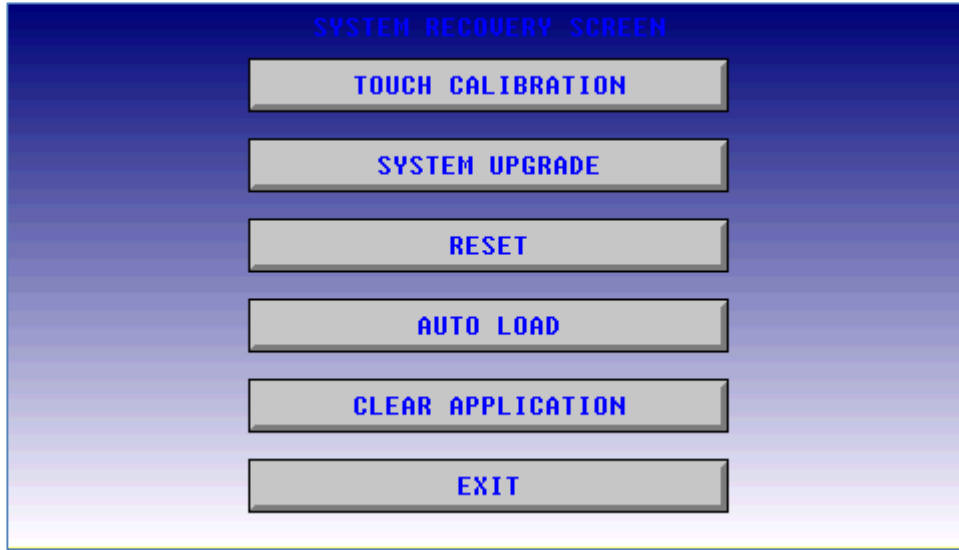 SYSTEM RECOVERY SCREEN
TOUCH CALIBRATION
SYSTEM UPGRADE
RESET
AUTO LOAD
CLEAR APPLICATION
EXIT